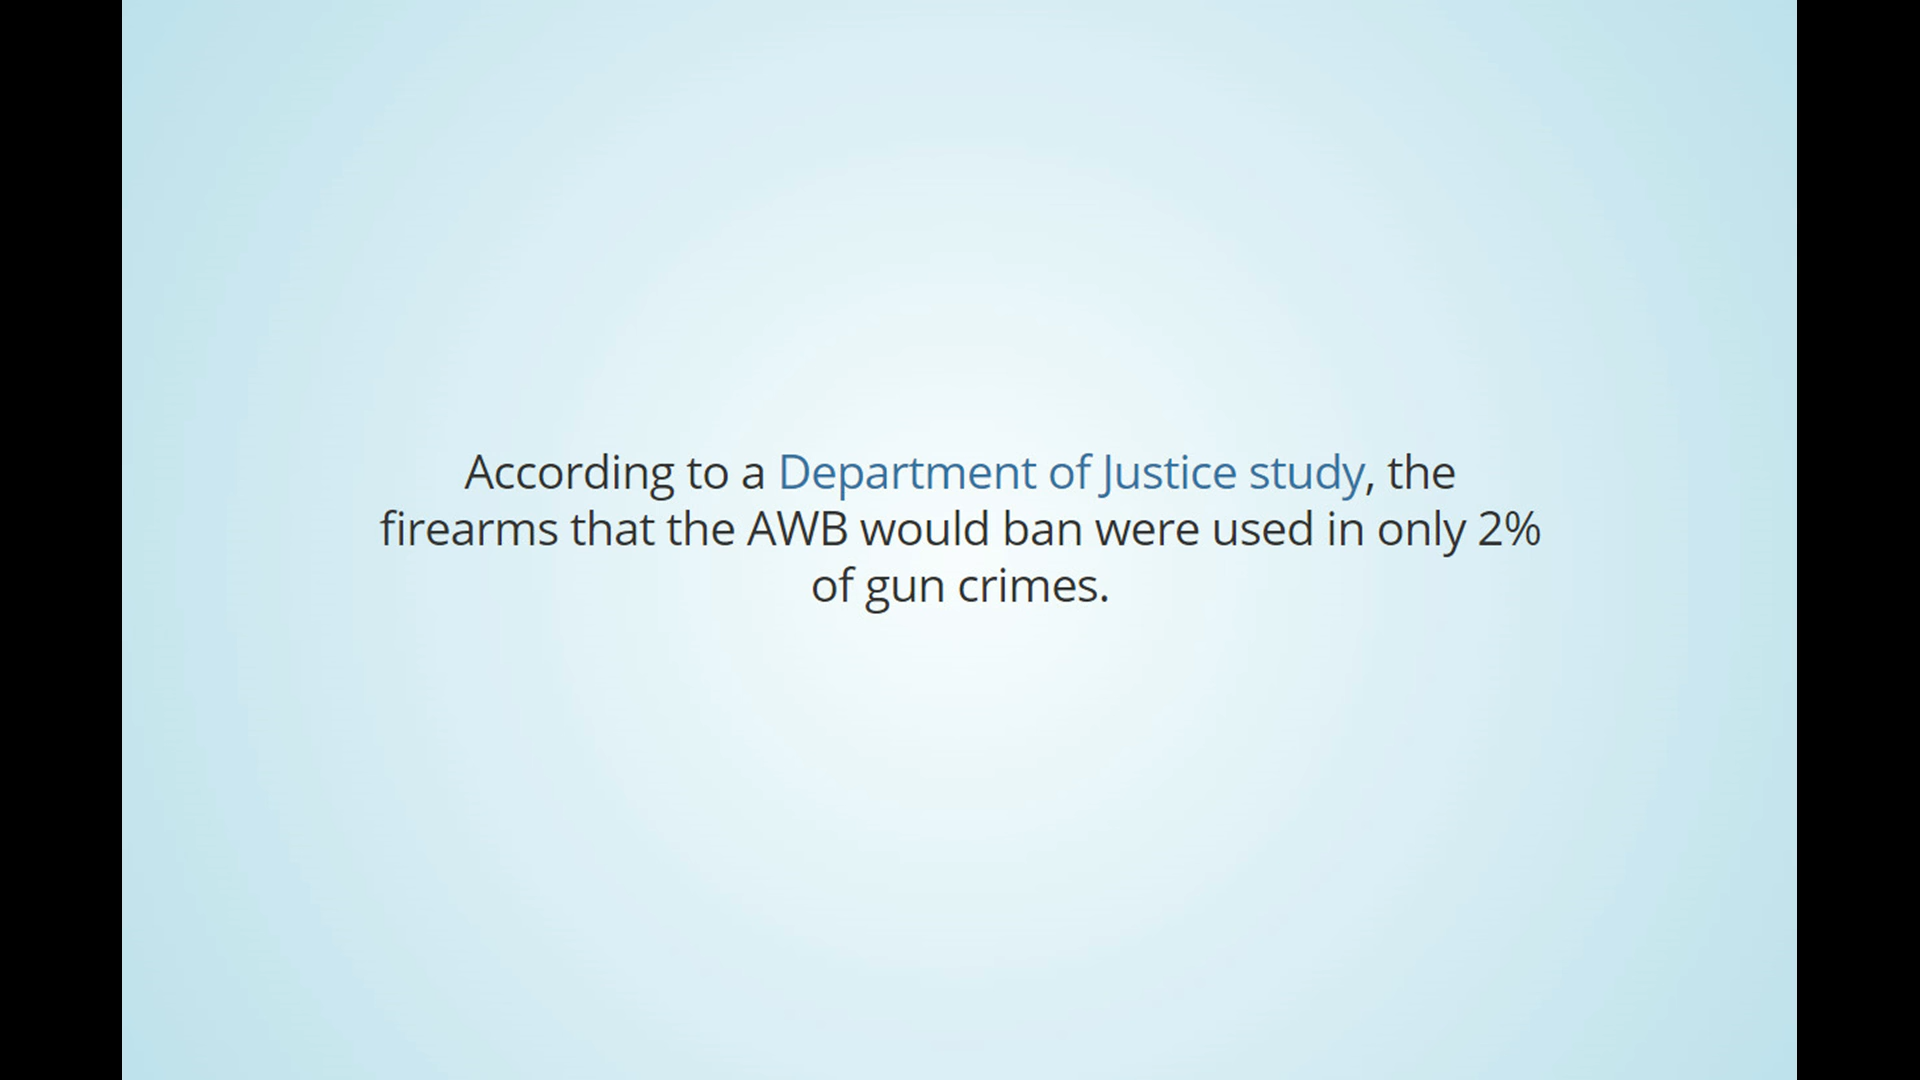 According to a Department of Justice study, the
firearms that the AWB would ban were used in only 2%
of gun crimes.